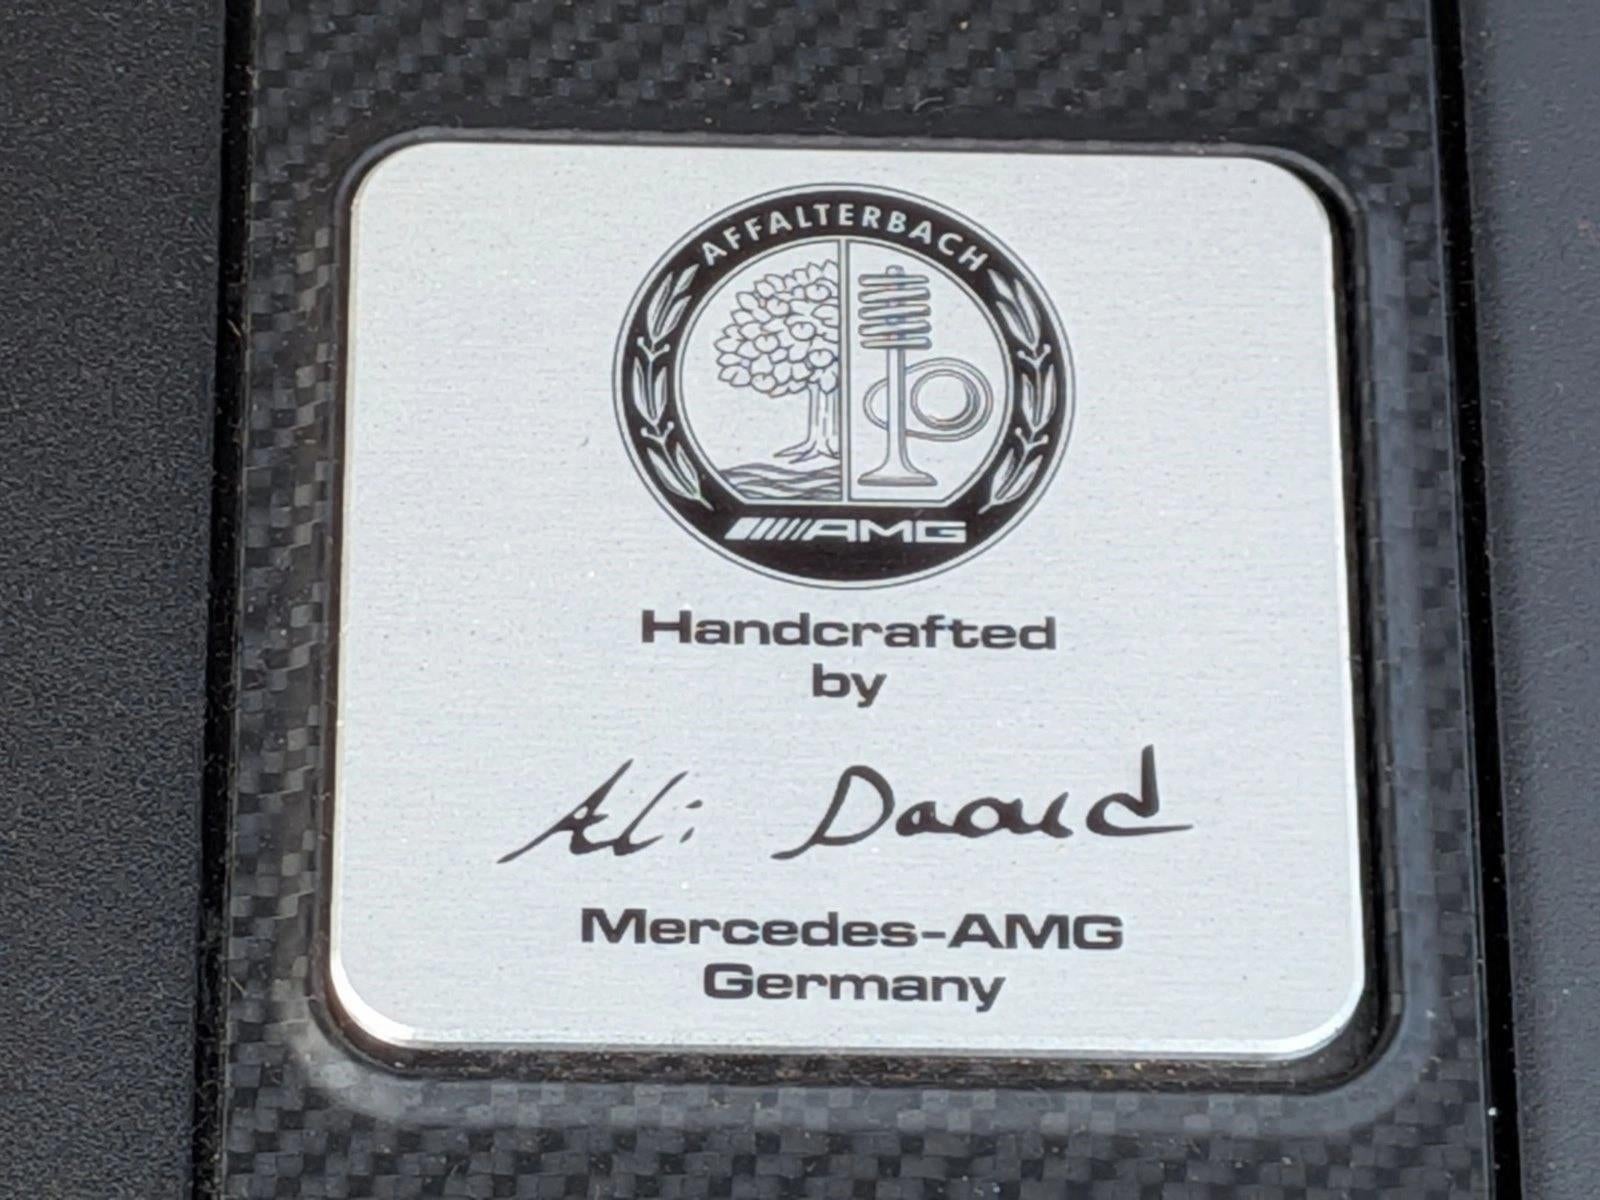 AFFALTERBACH
AMG
Handcrafted
by
Ali Daoud
Mercedes-AMG
Germany